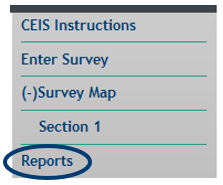 CEIS Instructions
Enter Survey
(-)Survey Map
Section 1
Reports